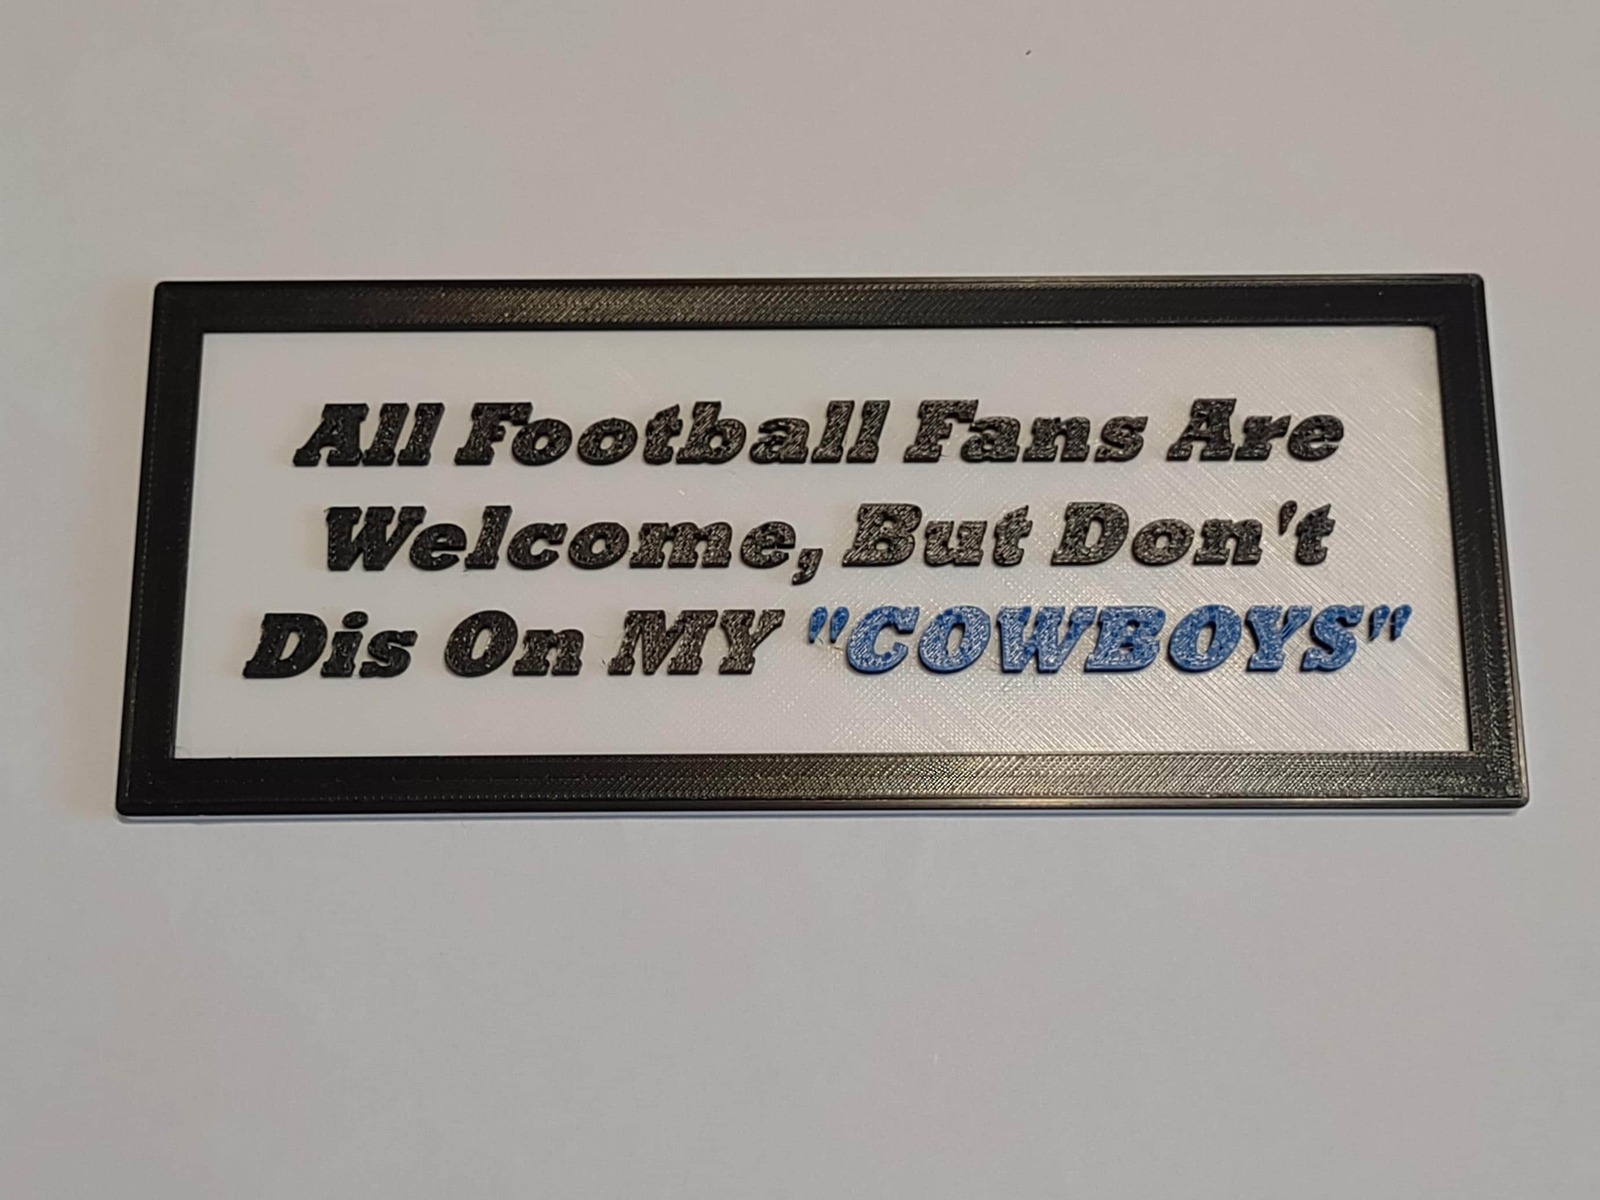 All Football Fans Are
Welcome, But Don't
Dis On MY "COWBOYS"